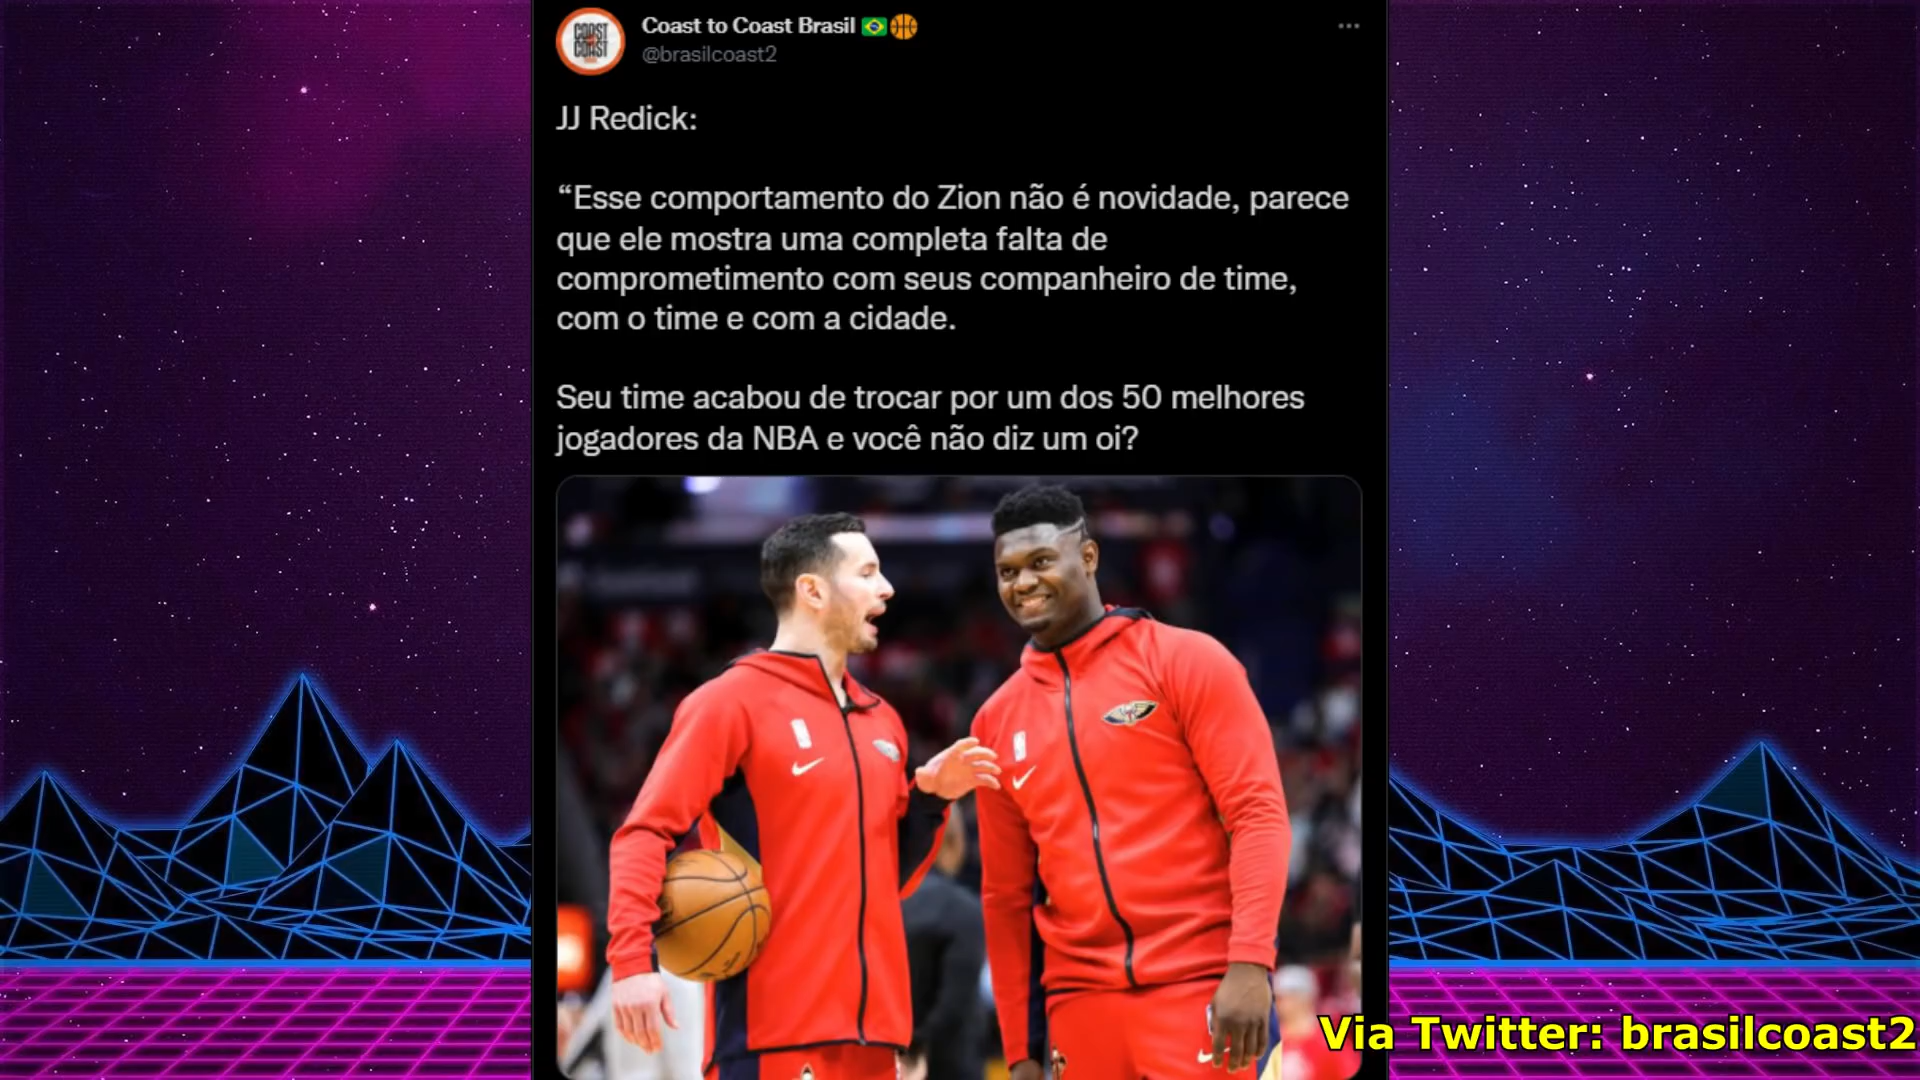 COAST
COAST
Coast to Coast Brasil
@brasilcoast2
JJ Redick:
“Esse comportamento do Zion não é novidade, parece
que ele mostra uma completa falta de
comprometimento com seus companheiro de time,
com o time e com a cidade.
Seu time acabou de trocar por um dos 50 melhores
jogadores da NBA e você não diz um oi?
Via Twitter: brasilcoast2